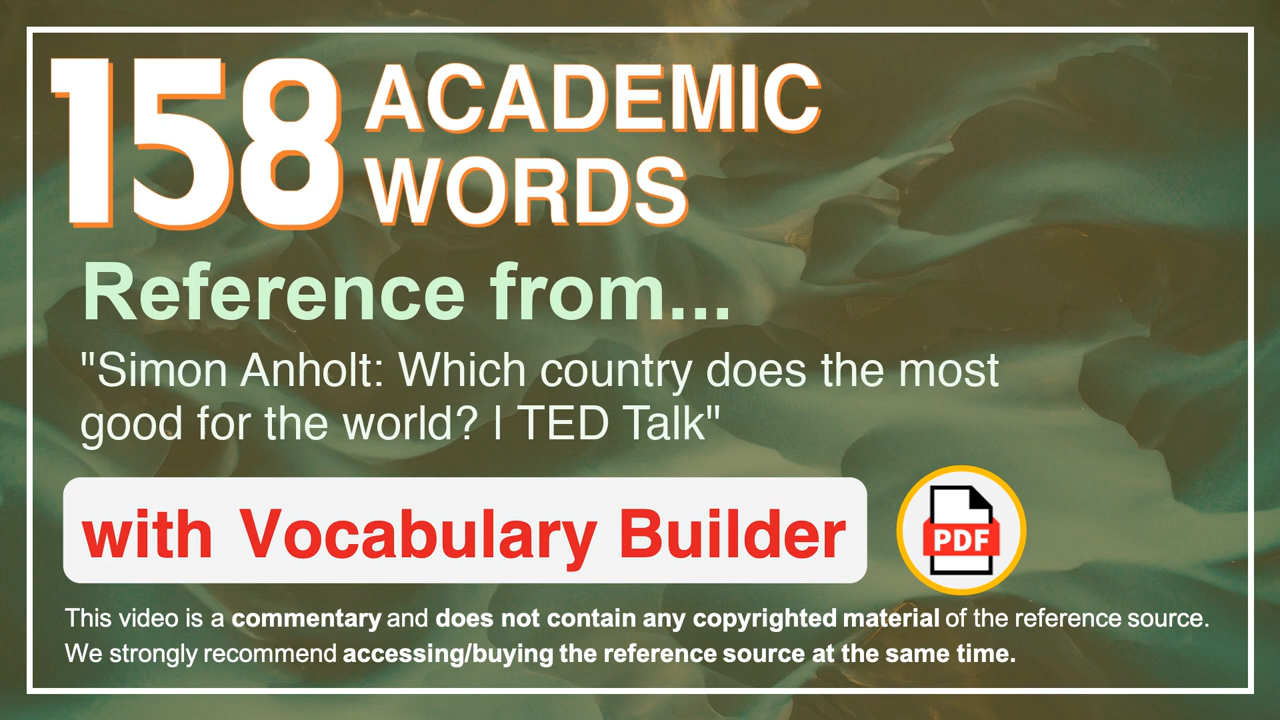 158 ACADEMIC
WORDS
Reference from...
"Simon Anholt: Which country does the most
good for the world? | TED Talk"
with Vocabulary Builder
PDF
This video is a commentary and does not contain any copyrighted material of the reference source.
We strongly recommend accessing/buying the reference source at the same time.